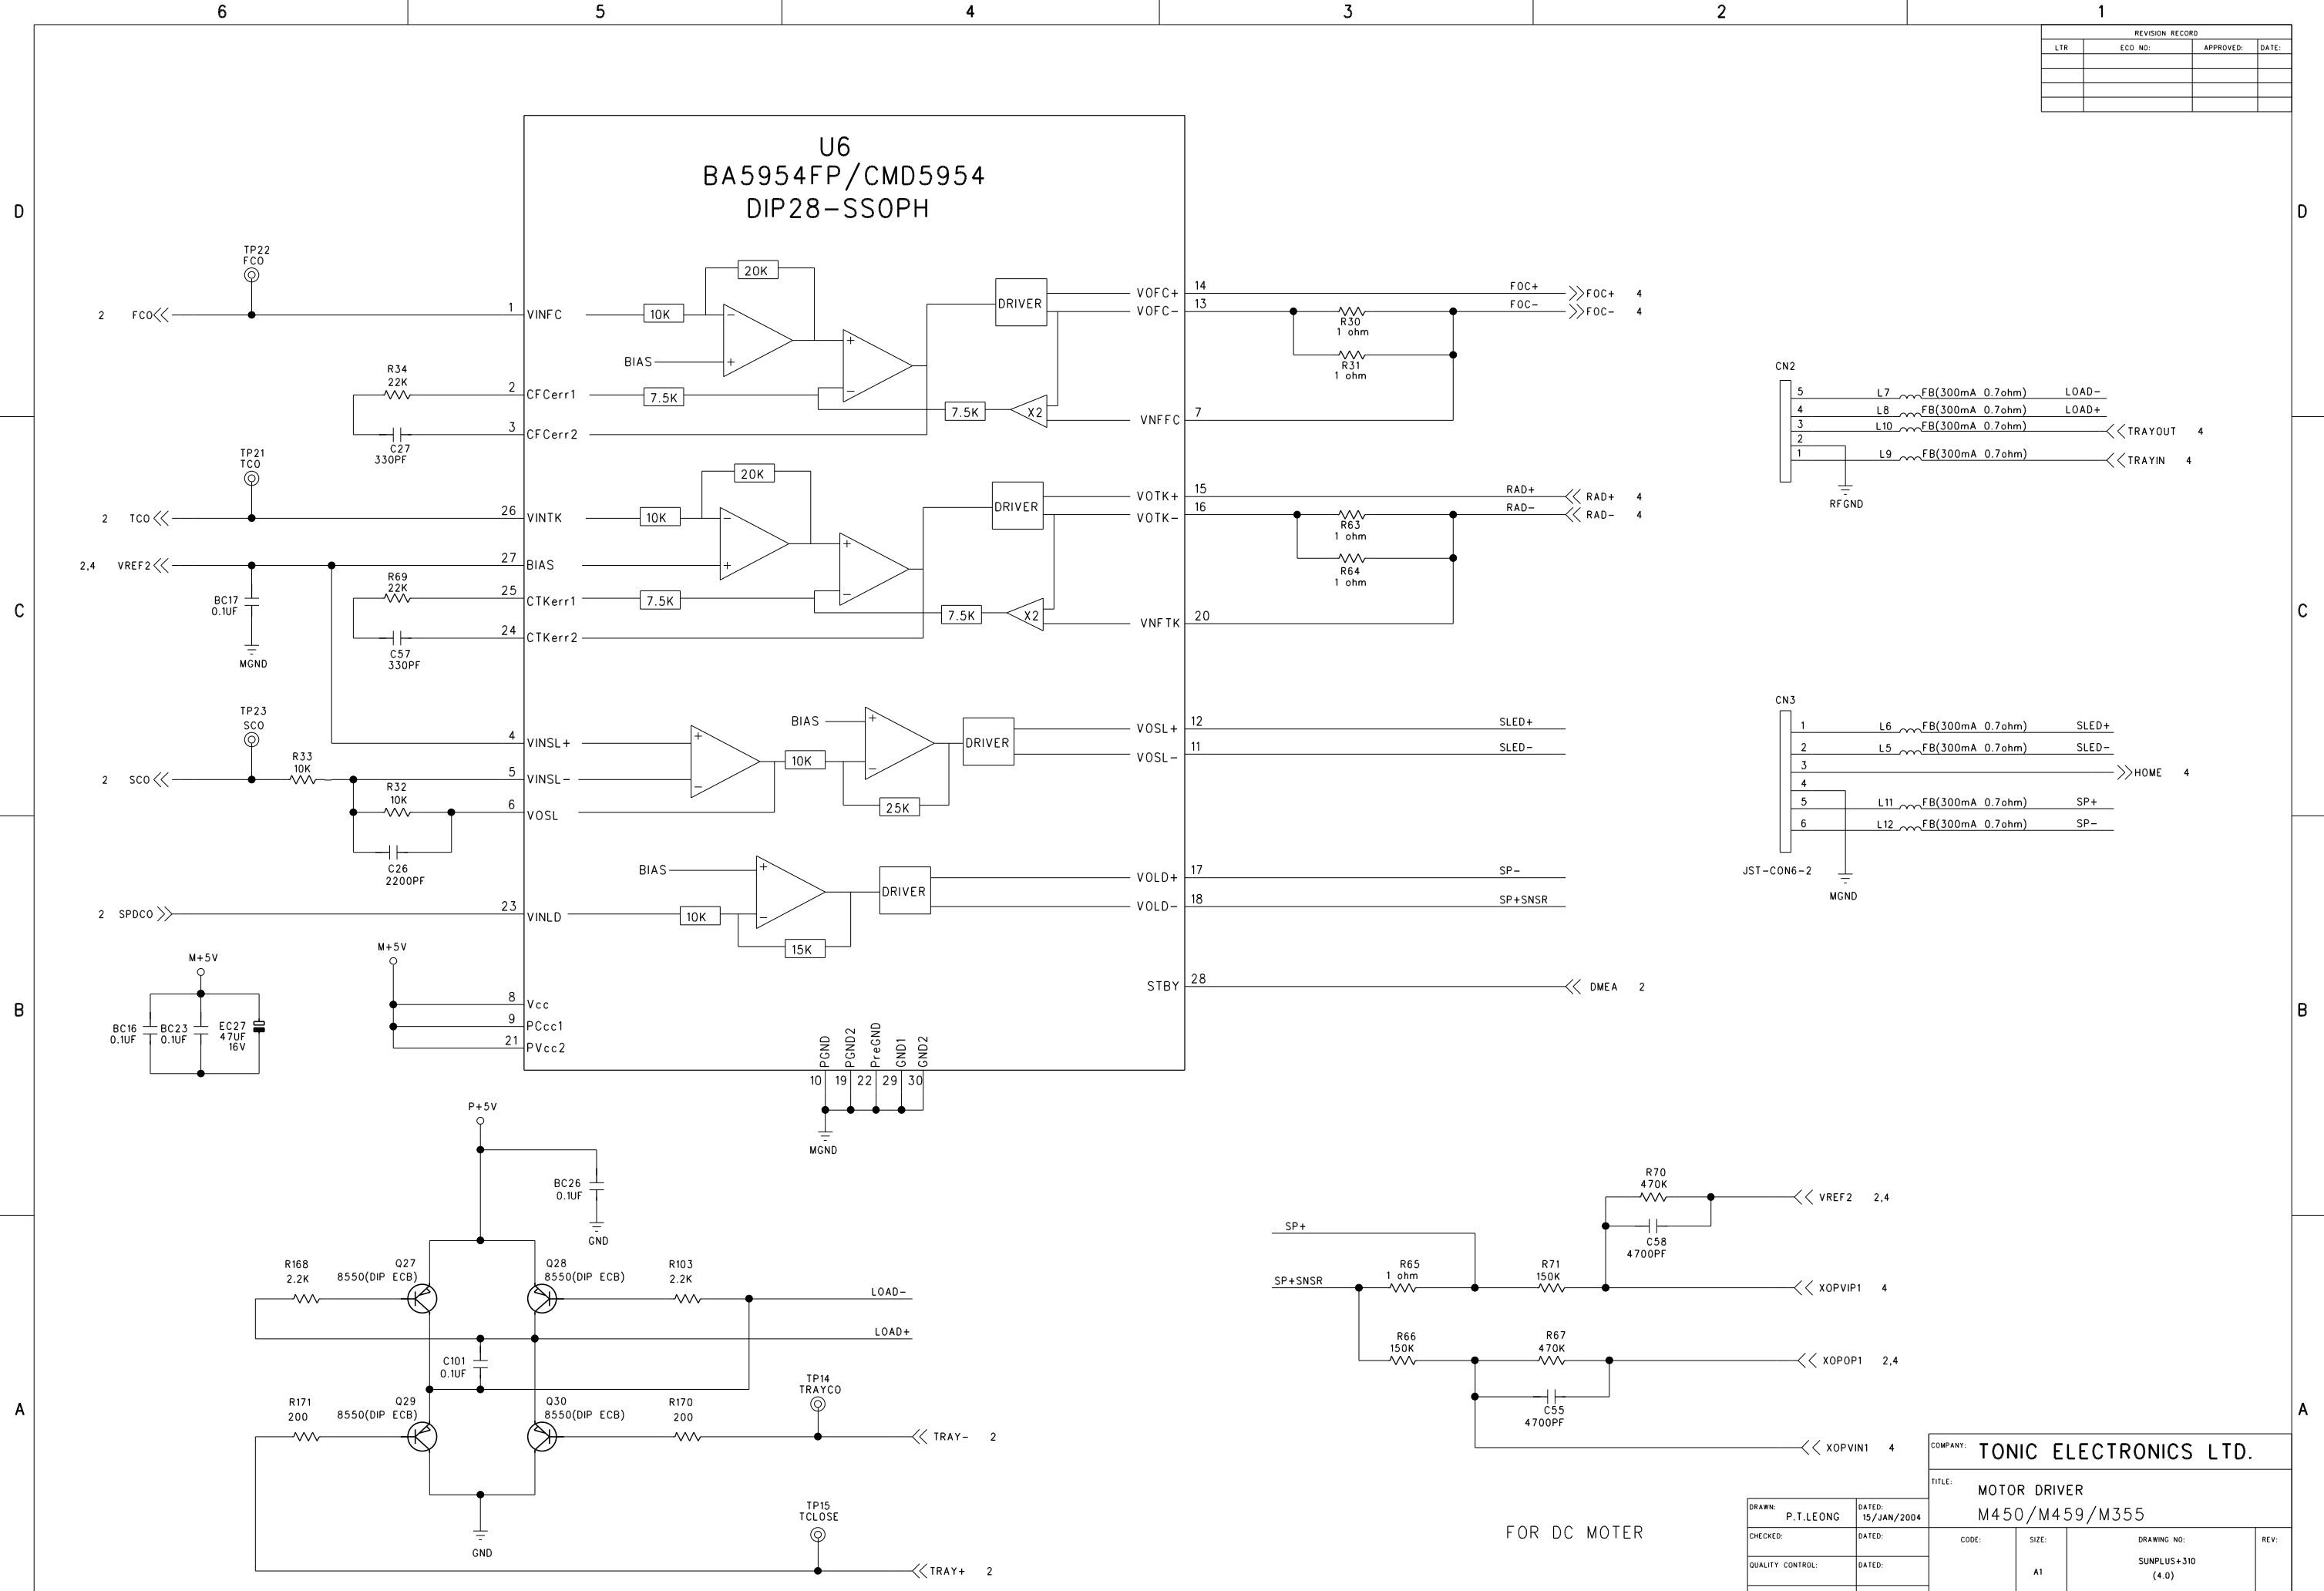 6 5 4 3 2 1
REVISION RECORD
LTR ECO NO: APPROVED: DATE:
D D
C C
B B
A A
U6
BA5954FP/CMD5954
DIP28-SSOPH
TP22
FCO
2 FCO
1 VINFC
10K
20K
BIAS
DRIVER
VOFC+ 14
VOFC- 13
FOC+
FOC-
FOC+ 4
FOC- 4
R30
1 ohm
R31
1 ohm
R34
22K
2 CFCerr1
7.5K
7.5K
X2
VNFFC 7
3 CFCerr2
C27
330PF
TP21
TCO
2 TCO
26 VINTK
10K
20K
DRIVER
VOTK+ 15
VOTK- 16
RAD+
RAD-
RAD+ 4
RAD- 4
R63
1 ohm
R64
1 ohm
2,4 VREF2
27 BIAS
BC17
0.1UF
MGND
R69
22K
25 CTKerr1
7.5K
7.5K
X2
VNFTK 20
24 CTKerr2
C57
330PF
TP23
SCO
2 SCO
R33
10K
4 VINSL+
5 VINSL-
R32
10K
6 VOSL
C26
2200PF
BIAS
10K
25K
DRIVER
VOSL+ 12
VOSL- 11
SLED+
SLED-
2 SPDCO
23 VINLD
BIAS
10K
15K
DRIVER
VOLD+ 17
VOLD- 18
SP-
SP+SNSR
M+5V
M+5V
BC16
0.1UF
BC23
0.1UF
EC27
47UF
16V
8 Vcc
9 PCcc1
21 PVcc2
STBY 28
DMEA 2
PGND PGND2 PreGND GND1 GND2
10 19 22 29 30
MGND
CN2
5 L7 FB(300mA 0.7ohm) LOAD-
4 L8 FB(300mA 0.7ohm) LOAD+
3 L10 FB(300mA 0.7ohm) TRAYOUT 4
2
1 L9 FB(300mA 0.7ohm) TRAYIN 4
RFGND
CN3
1 L6 FB(300mA 0.7ohm) SLED+
2 L5 FB(300mA 0.7ohm) SLED-
3 HOME 4
4
5 L11 FB(300mA 0.7ohm) SP+
6 L12 FB(300mA 0.7ohm) SP-
JST-CON6-2
MGND
P+5V
BC26
0.1UF
GND
R168
2.2K
Q27
8550(DIP ECB)
Q28
8550(DIP ECB)
R103
2.2K
LOAD-
LOAD+
C101
0.1UF
R171
200
Q29
8550(DIP ECB)
Q30
8550(DIP ECB)
R170
200
TP14
TRAYCO
TRAY- 2
GND
TP15
TCLOSE
TRAY+ 2
SP+
SP+SNSR
R65
1 ohm
R71
150K
R70
470K
C58
4700PF
VREF2 2,4
XOPVIP1 4
R66
150K
R67
470K
C55
4700PF
XOPOP1 2,4
XOPVIN1 4
FOR DC MOTER
COMPANY: TONIC ELECTRONICS LTD.
TITLE: MOTOR DRIVER
M450/M459/M355
DRAWN: P.T.LEONG DATED: 15/JAN/2004
CHECKED: DATED:
QUALITY CONTROL: DATED:
CODE: SIZE: A1
DRAWING NO: SUNPLUS+310
(4.0)
REV: